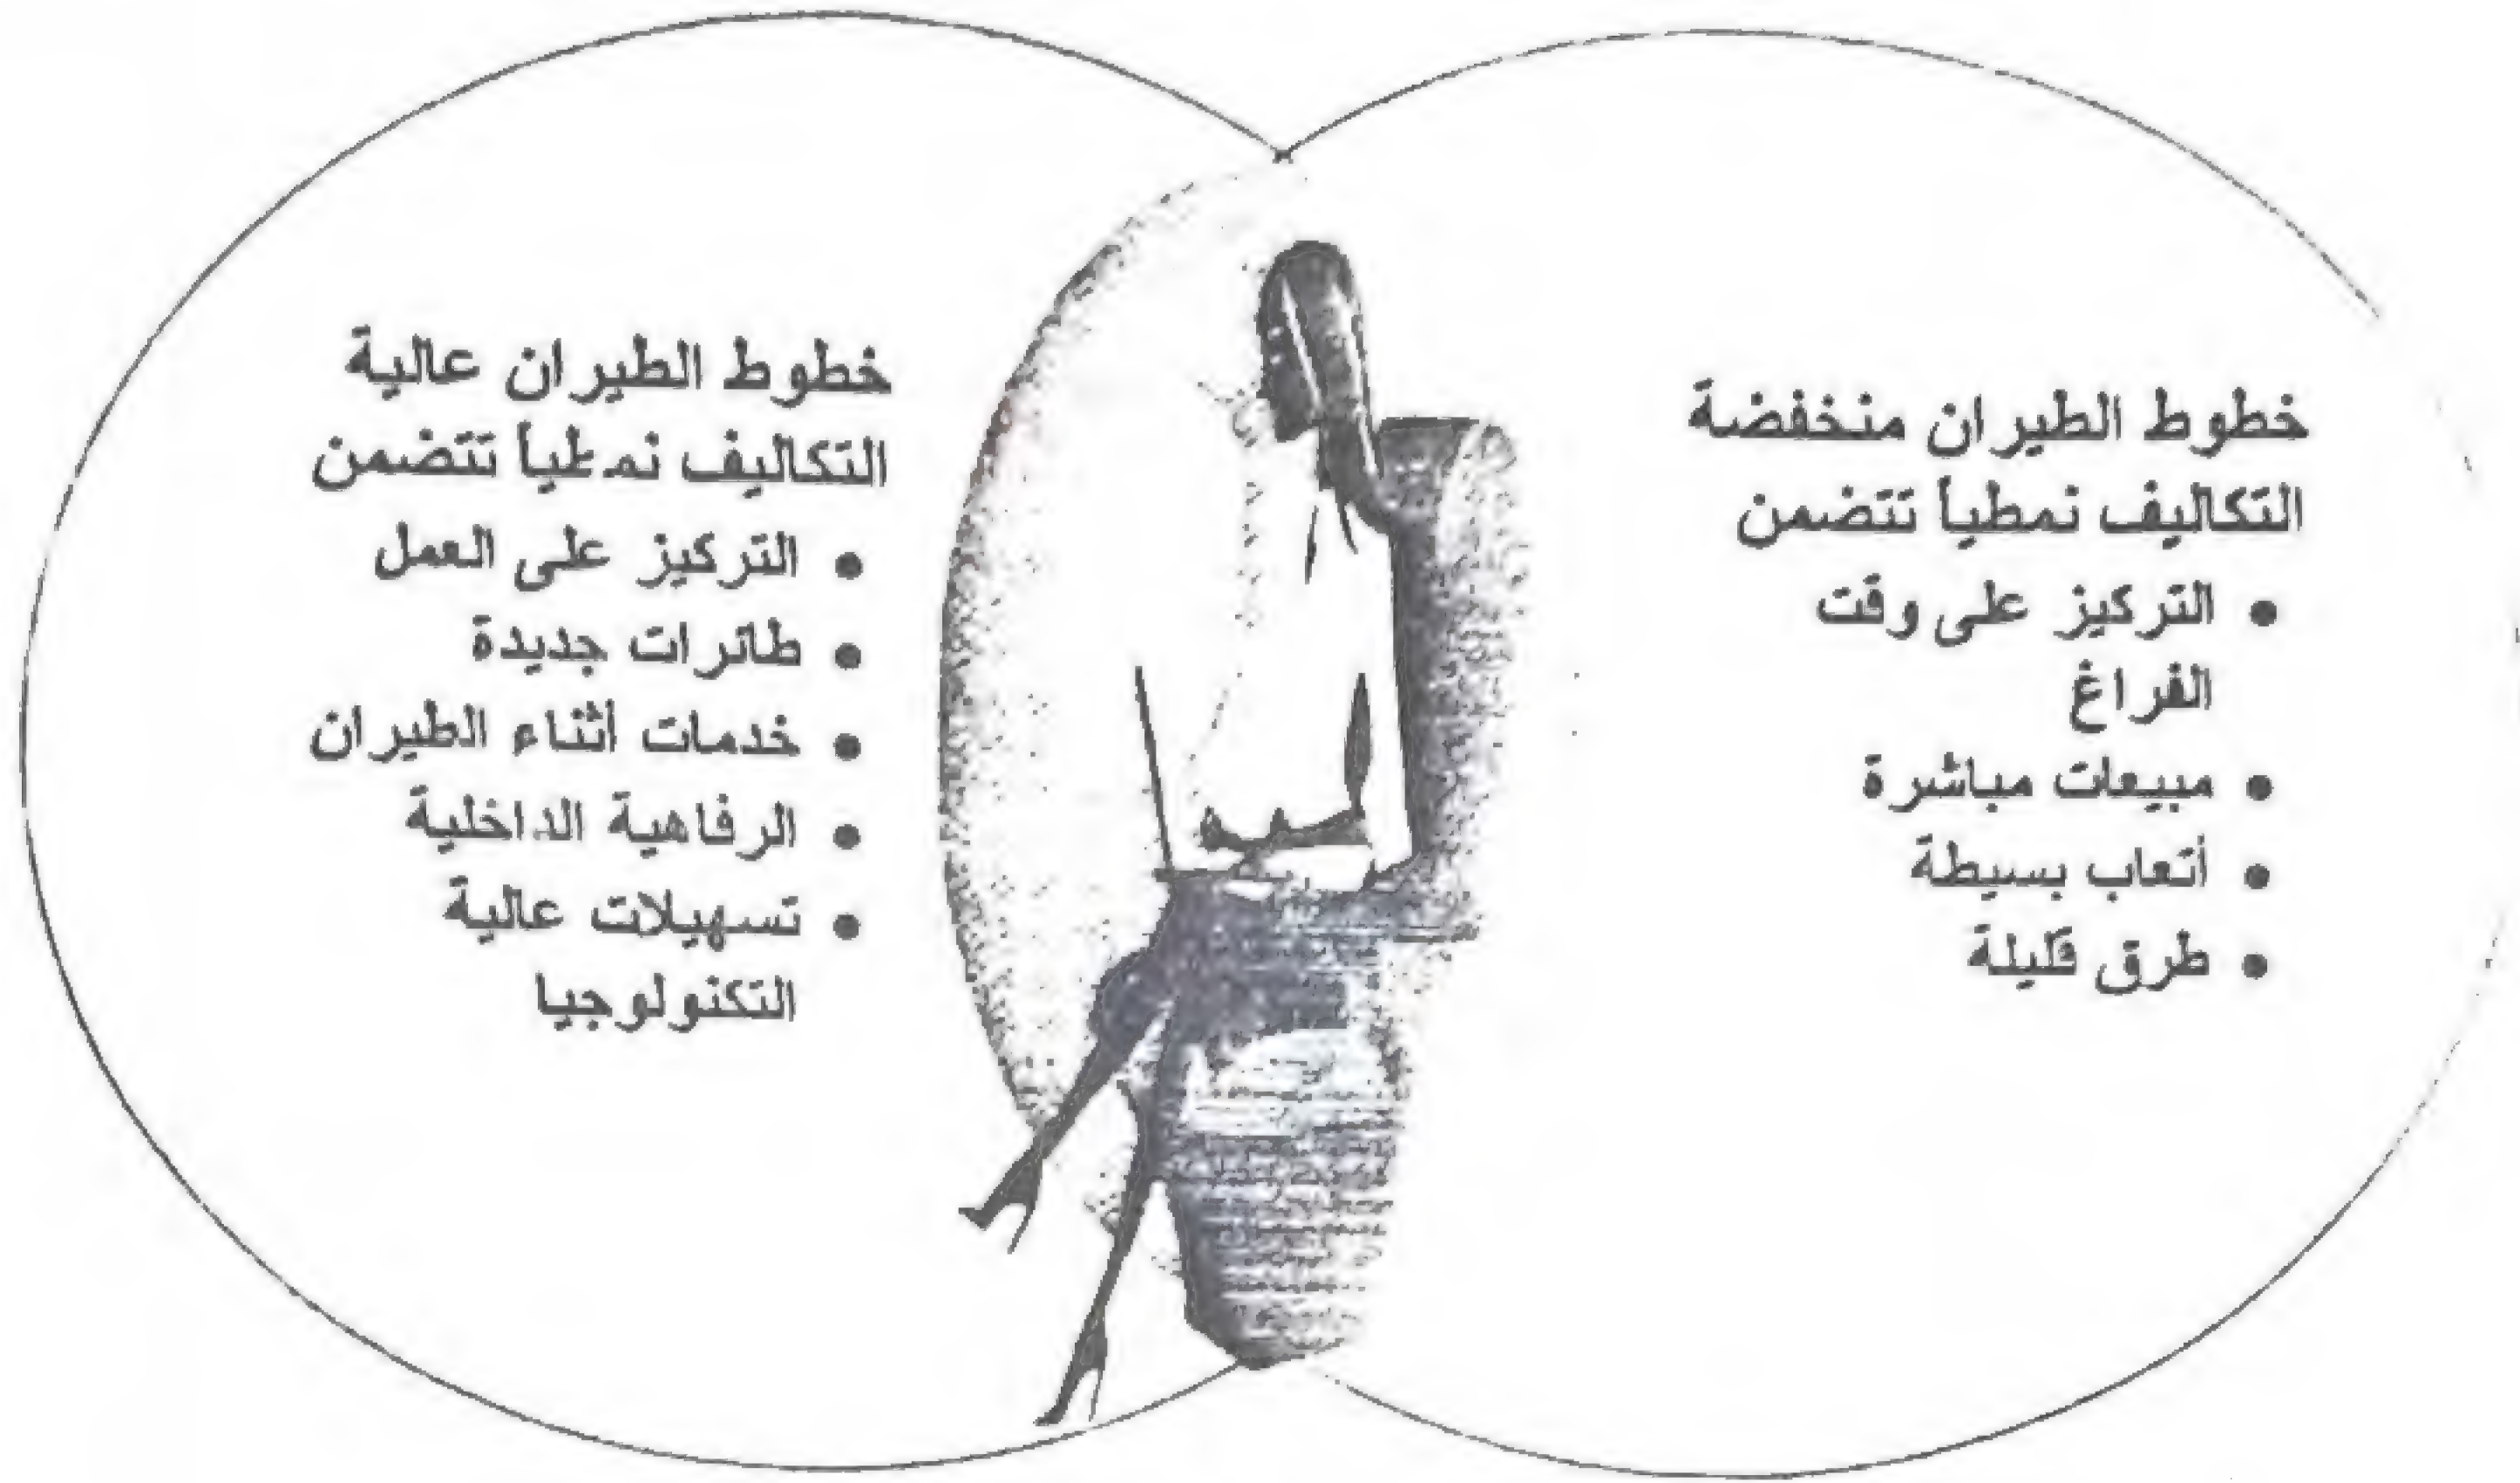 خطوط الطيران منخفضة
التكاليف نمطياً تتضمن
• التركيز على وقت
الفراغ
• مبيعات مباشرة
• أتعاب بسيطة
• طرق قليلة
خطوط الطيران عالية
التكاليف نمطياً تتضمن
• التركيز على العمل
• طائرات جديدة
• خدمات أثناء الطيران
• الرفاهية الداخلية
• تسهيلات عالية
التكنولوجيا